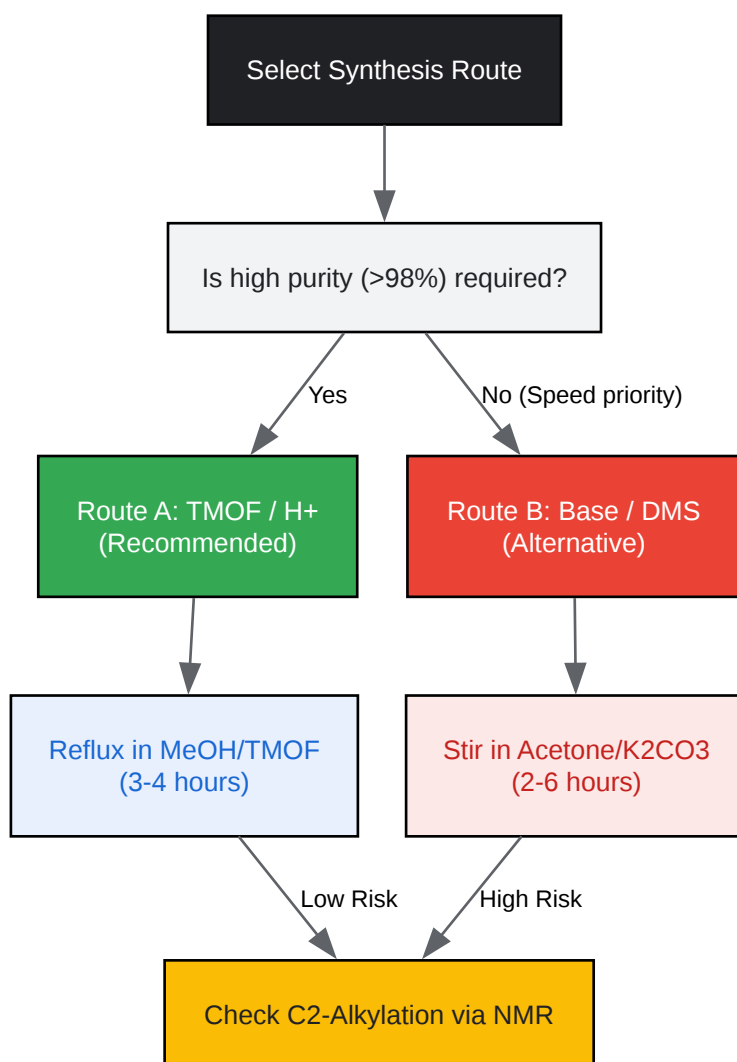 Select Synthesis Route
Is high purity (>98%) required?
Yes
No (Speed priority)
Route A: TMOF / H+
(Recommended)
Route B: Base / DMS
(Alternative)
Reflux in MeOH/TMOF
(3-4 hours)
Stir in Acetone/K2CO3
(2-6 hours)
Low Risk
High Risk
Check C2-Alkylation via NMR